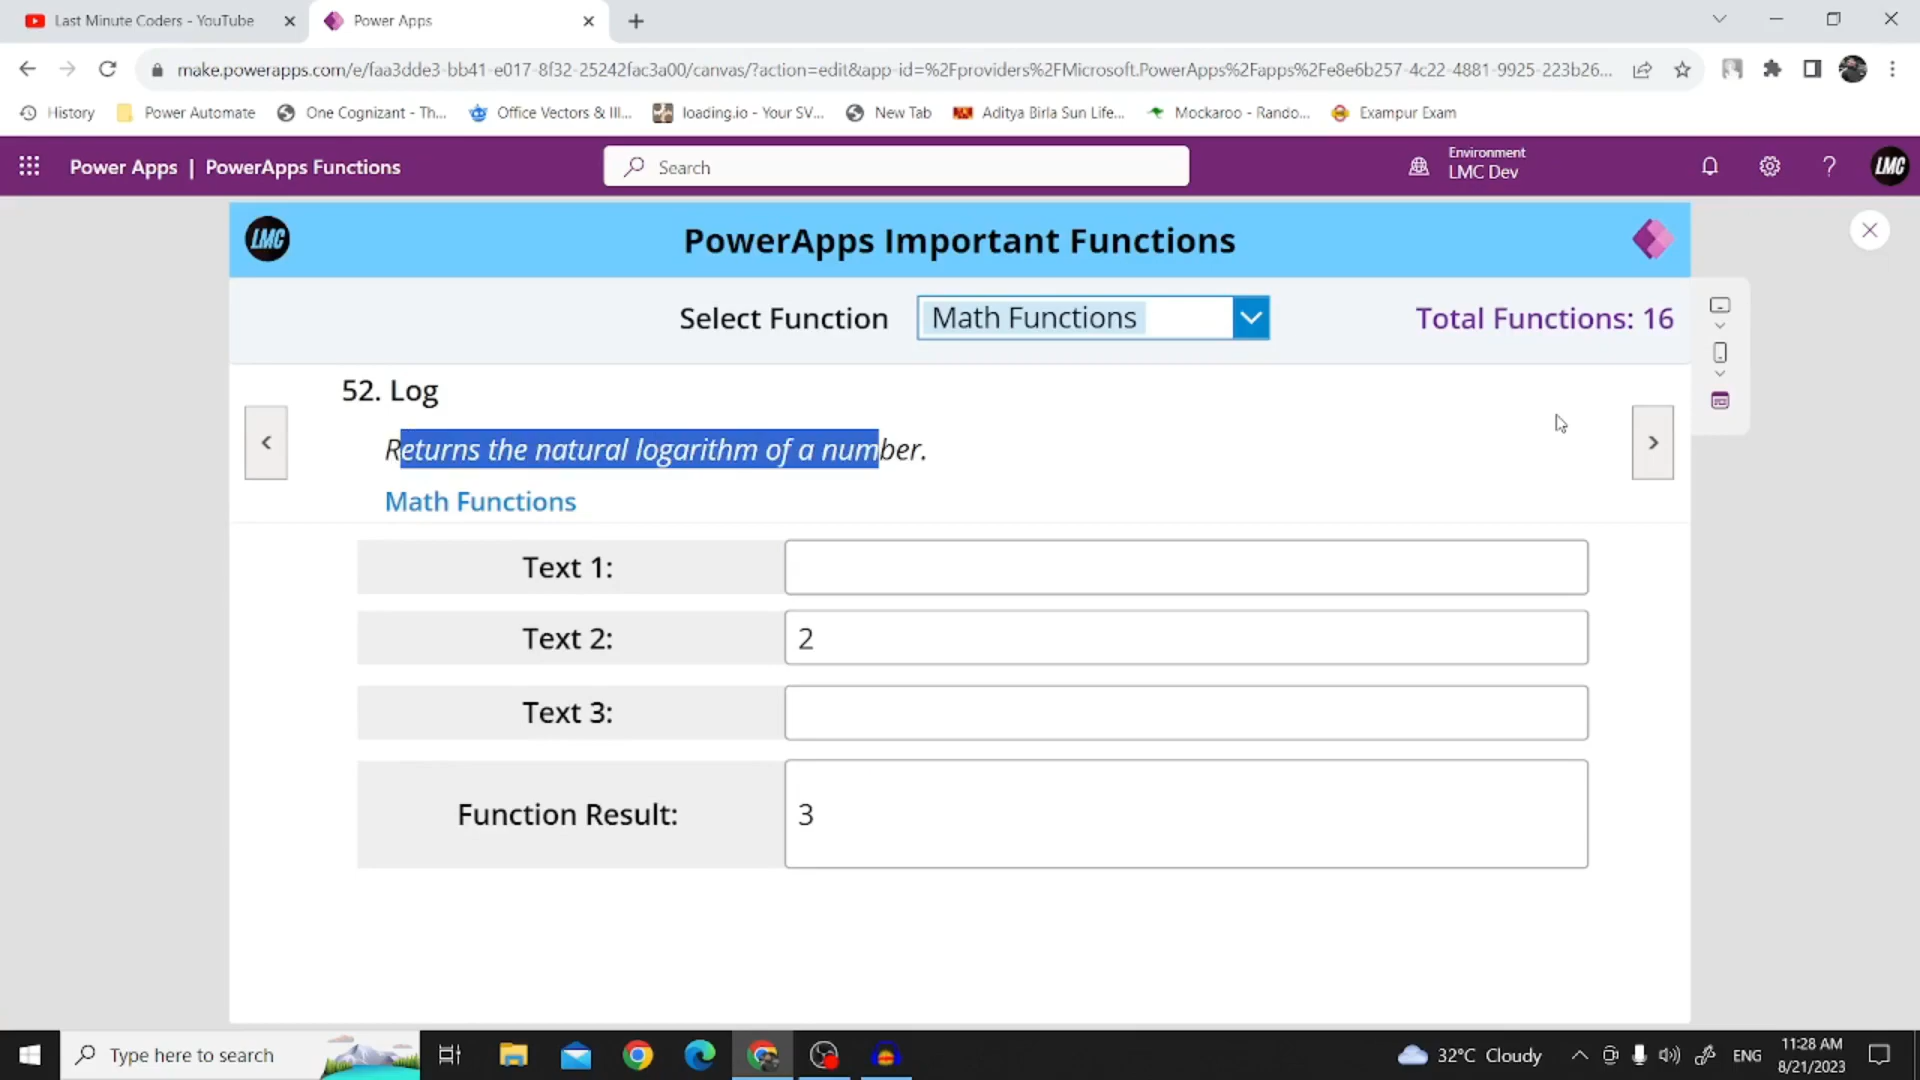 Last Minute Coders - YouTube
Power Apps
make.powerapps.com/e/faa3dde3-bb41-e017-8f32-25242fac3a00/canvas/?action=edit&app-id=%2Fproviders%2FMicrosoft.PowerApps%2Fapps%2Fe8e6b257-4c22-4881-9925-223b26...
History
Power Automate
One Cognizant - Th...
Office Vectors & Ill...
loading.io - Your SV...
New Tab
Aditya Birla Sun Life...
Mockaroo - Rando...
Exampur Exam
Power Apps | PowerApps Functions
Search
Environment
LMC Dev
LMC
LMC
PowerApps Important Functions
Select Function
Math Functions
Total Functions: 16
52. Log
Returns the natural logarithm of a number.
Math Functions
Text 1:
Text 2:
2
Text 3:
Function Result:
3
Type here to search
32°C Cloudy
ENG
11:28 AM
8/21/2023